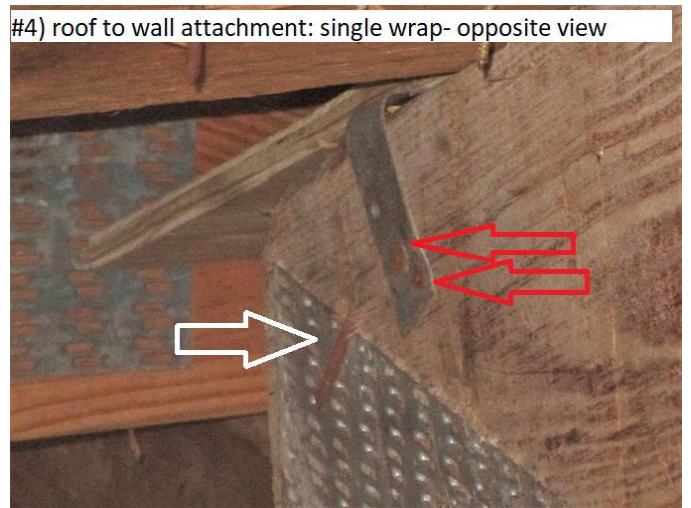 #4) roof to wall attachment: single wrap- opposite view